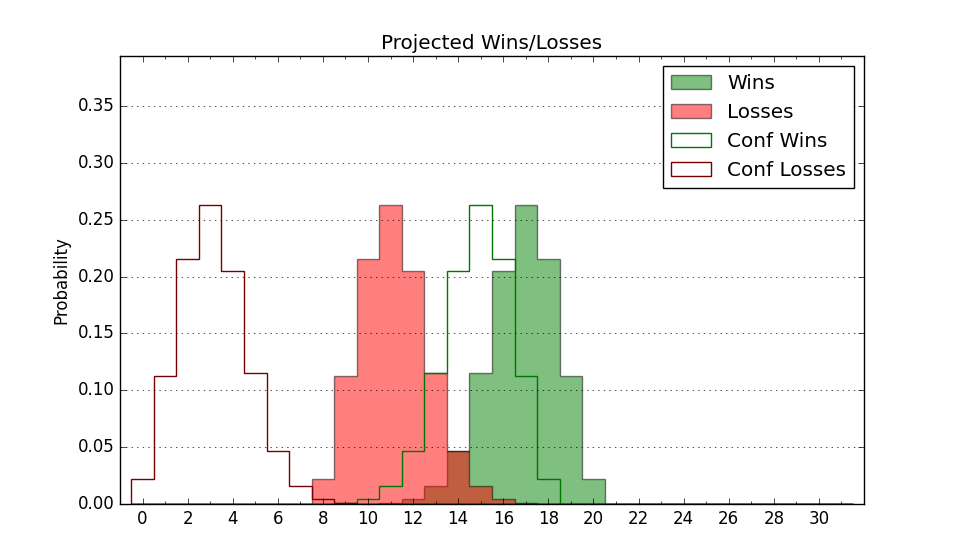 Projected Wins/Losses
Wins
Losses
Conf Wins
Conf Losses
Probability
0.35
0.30
0.25
0.20
0.15
0.10
0.05
0.00
0 2 4 6 8 10 12 14 16 18 20 22 24 26 28 30